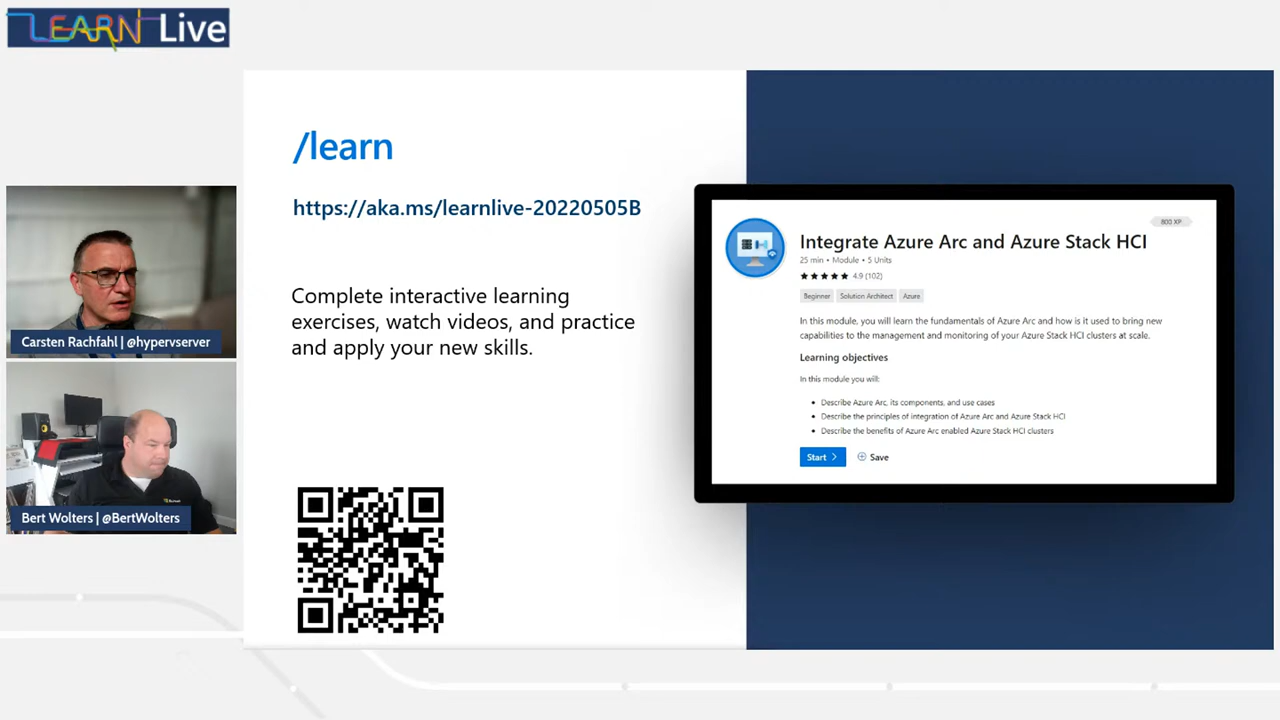 LEARN Live
/learn
https://aka.ms/learnlive-20220505B
Complete interactive learning
exercises, watch videos, and practice
and apply your new skills.
Carsten Rachfahl | @hypervserver
Bert Wolters | @BertWolters
800 XP
Integrate Azure Arc and Azure Stack HCI
25 min • Module • 5 Units
★★★★★ 4.9 (102)
Beginner Solution Architect Azure
In this module, you will learn the fundamentals of Azure Arc and how is it used to bring new
capabilities to the management and monitoring of your Azure Stack HCI clusters at scale.
Learning objectives
In this module you will:
• Describe Azure Arc, its components, and use cases
• Describe the principles of integration of Azure Arc and Azure Stack HCI
• Describe the benefits of Azure Arc enabled Azure Stack HCI clusters
Start > Save